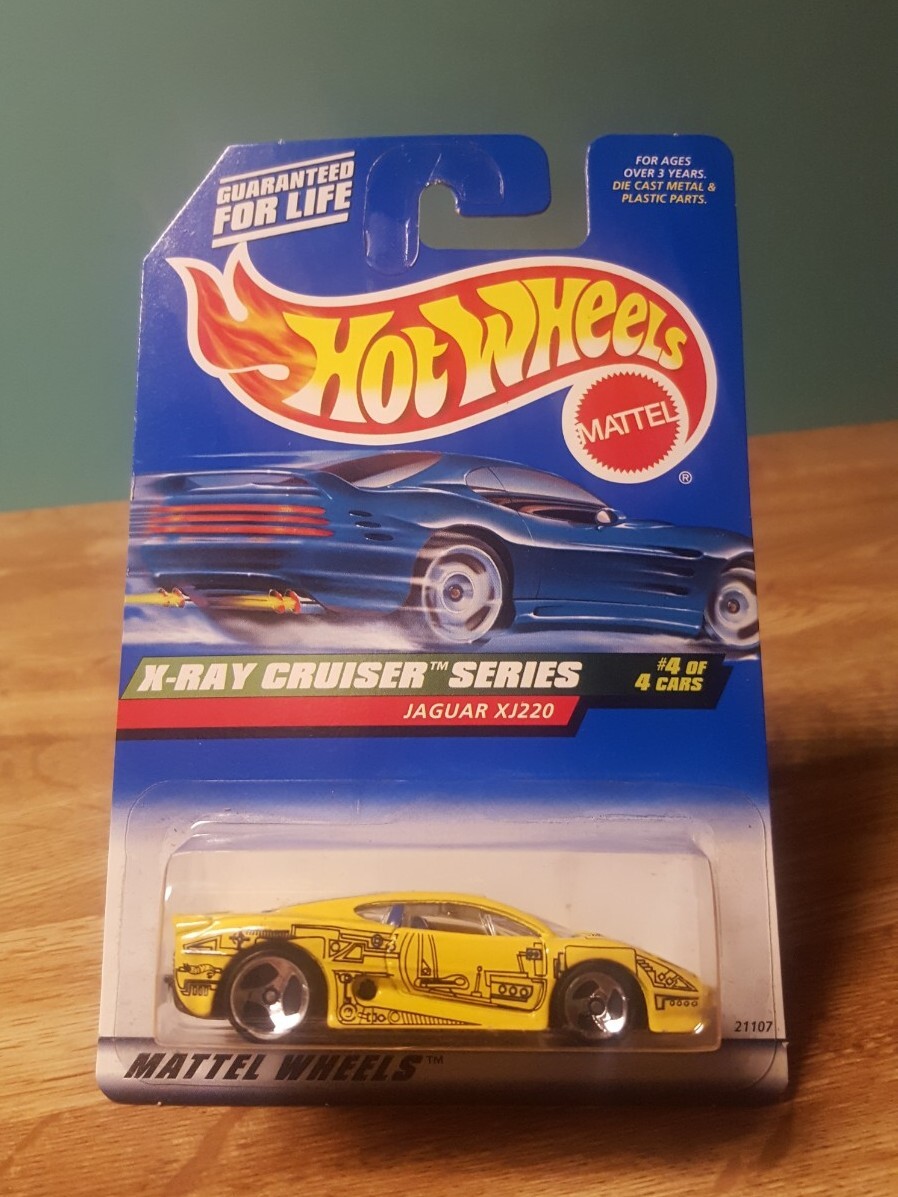 GUARANTEED
FOR LIFE
FOR AGES
OVER 3 YEARS.
DIE CAST METAL &
PLASTIC PARTS.
HOT WHEELS
MATTEL
®
X-RAY CRUISER™ SERIES
#4 OF
4 CARS
JAGUAR XJ220
21107
MATTEL WHEELS™